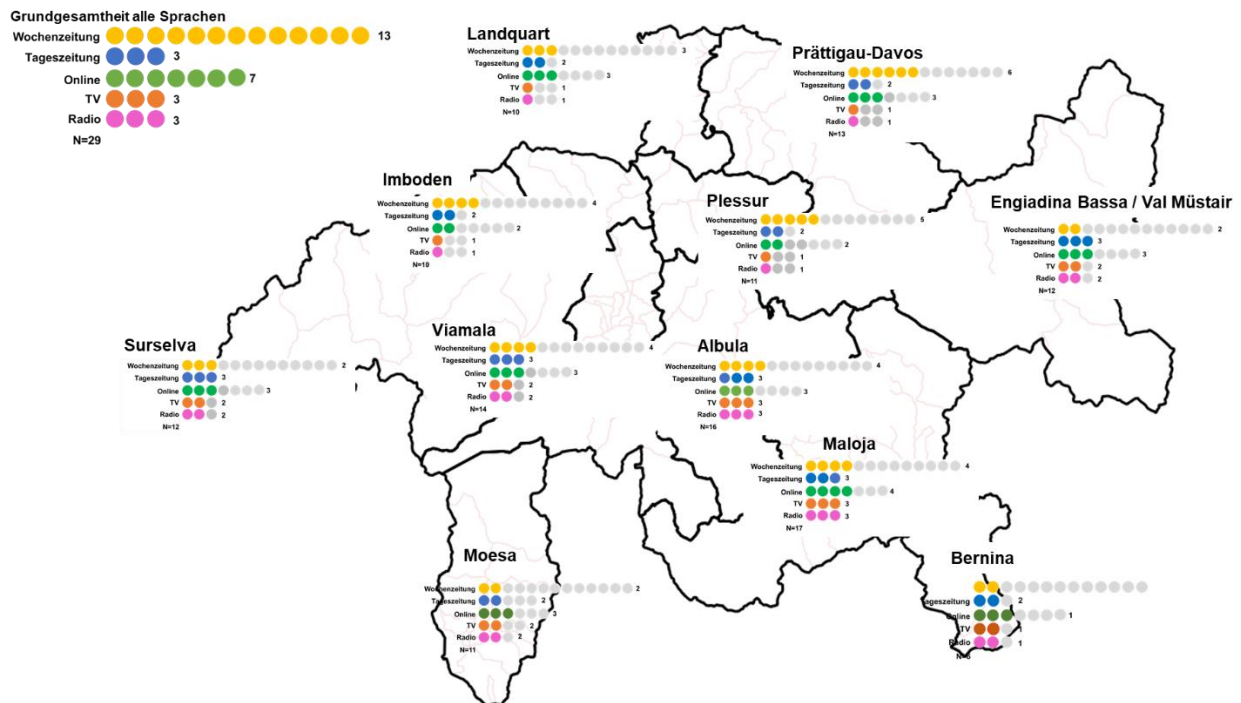 Grundgesamtheit alle Sprachen
Wochenzeitung 13
Tageszeitung 3
Online 7
TV 3
Radio 3
N=29
Landquart
Wochenzeitung 3
Tageszeitung 2
Online 3
TV 1
Radio 1
N=10
Prättigau-Davos
Wochenzeitung 6
Tageszeitung 2
Online 3
TV 1
Radio 1
N=13
Imboden
Wochenzeitung 4
Tageszeitung 2
Online 2
TV 1
Radio 1
N=10
Plessur
Wochenzeitung 5
Tageszeitung 2
Online 2
TV 1
Radio 1
N=11
Engiadina Bassa / Val Müstair
Wochenzeitung 2
Tageszeitung 3
Online 3
TV 2
Radio 2
N=12
Surselva
Wochenzeitung 2
Tageszeitung 3
Online 3
TV 2
Radio 2
N=12
Viamala
Wochenzeitung 4
Tageszeitung 3
Online 3
TV 2
Radio 2
N=14
Albula
Wochenzeitung 4
Tageszeitung 3
Online 3
TV 3
Radio 3
N=16
Maloja
Wochenzeitung 4
Tageszeitung 3
Online 4
TV 3
Radio 3
N=17
Moesa
Wochenzeitung 2
Tageszeitung 2
Online 3
TV 2
Radio 2
N=11
Bernina
Tageszeitung 2
Online 1
TV
Radio 1
N=6